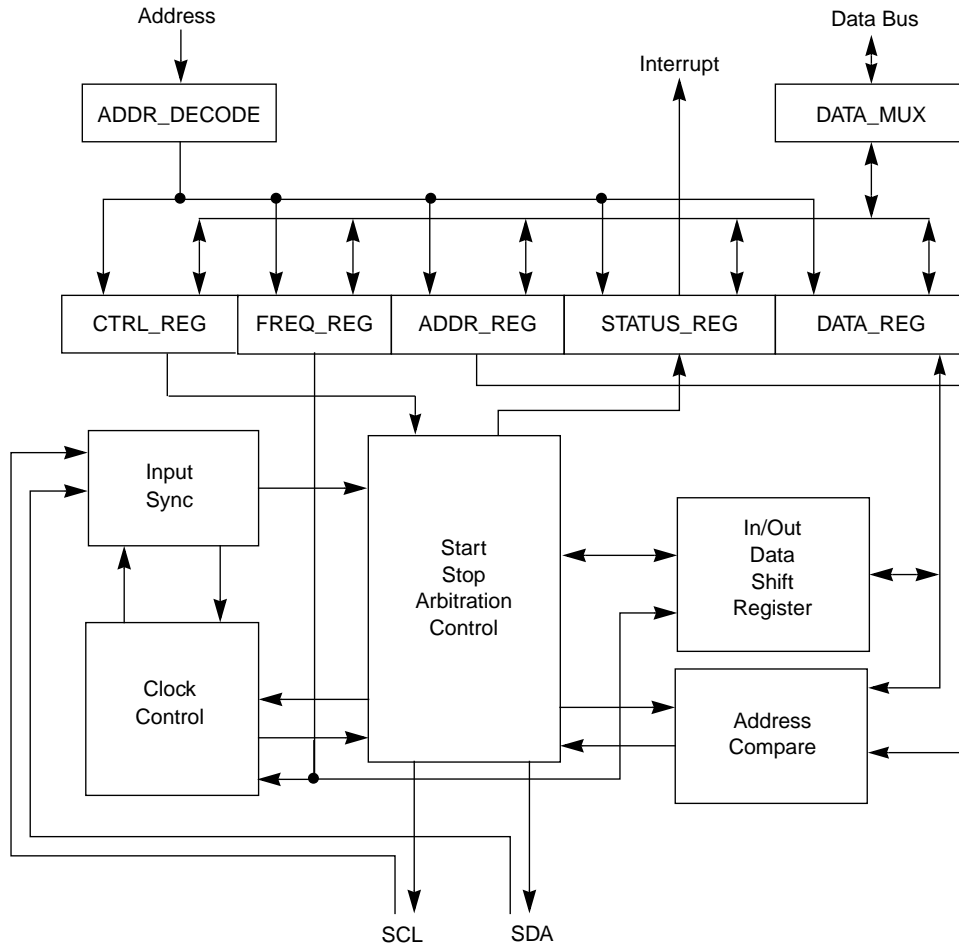 Address
Data Bus
Interrupt
ADDR_DECODE
DATA_MUX
CTRL_REG
FREQ_REG
ADDR_REG
STATUS_REG
DATA_REG
Input
Sync
Start
Stop
Arbitration
Control
In/Out
Data
Shift
Register
Clock
Control
Address
Compare
SCL
SDA